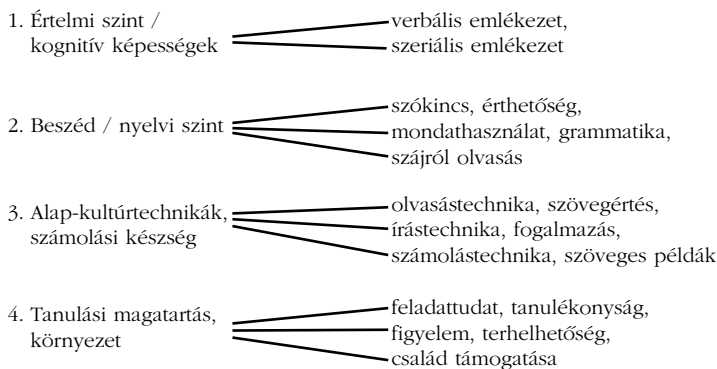 1. Értelmi szint /
kognitív képességek
verbális emlékezet,
szeriális emlékezet
2. Beszéd / nyelvi szint
szókincs, érthetőség,
mondathasználat, grammatika,
szájról olvasás
3. Alap-kultúrtechnikák,
számolási készség
olvasástechnika, szövegértés,
írástechnika, fogalmazás,
számolástechnika, szöveges példák
4. Tanulási magatartás,
környezet
feladattudat, tanulékonyság,
figyelem, terhelhetőség,
család támogatása